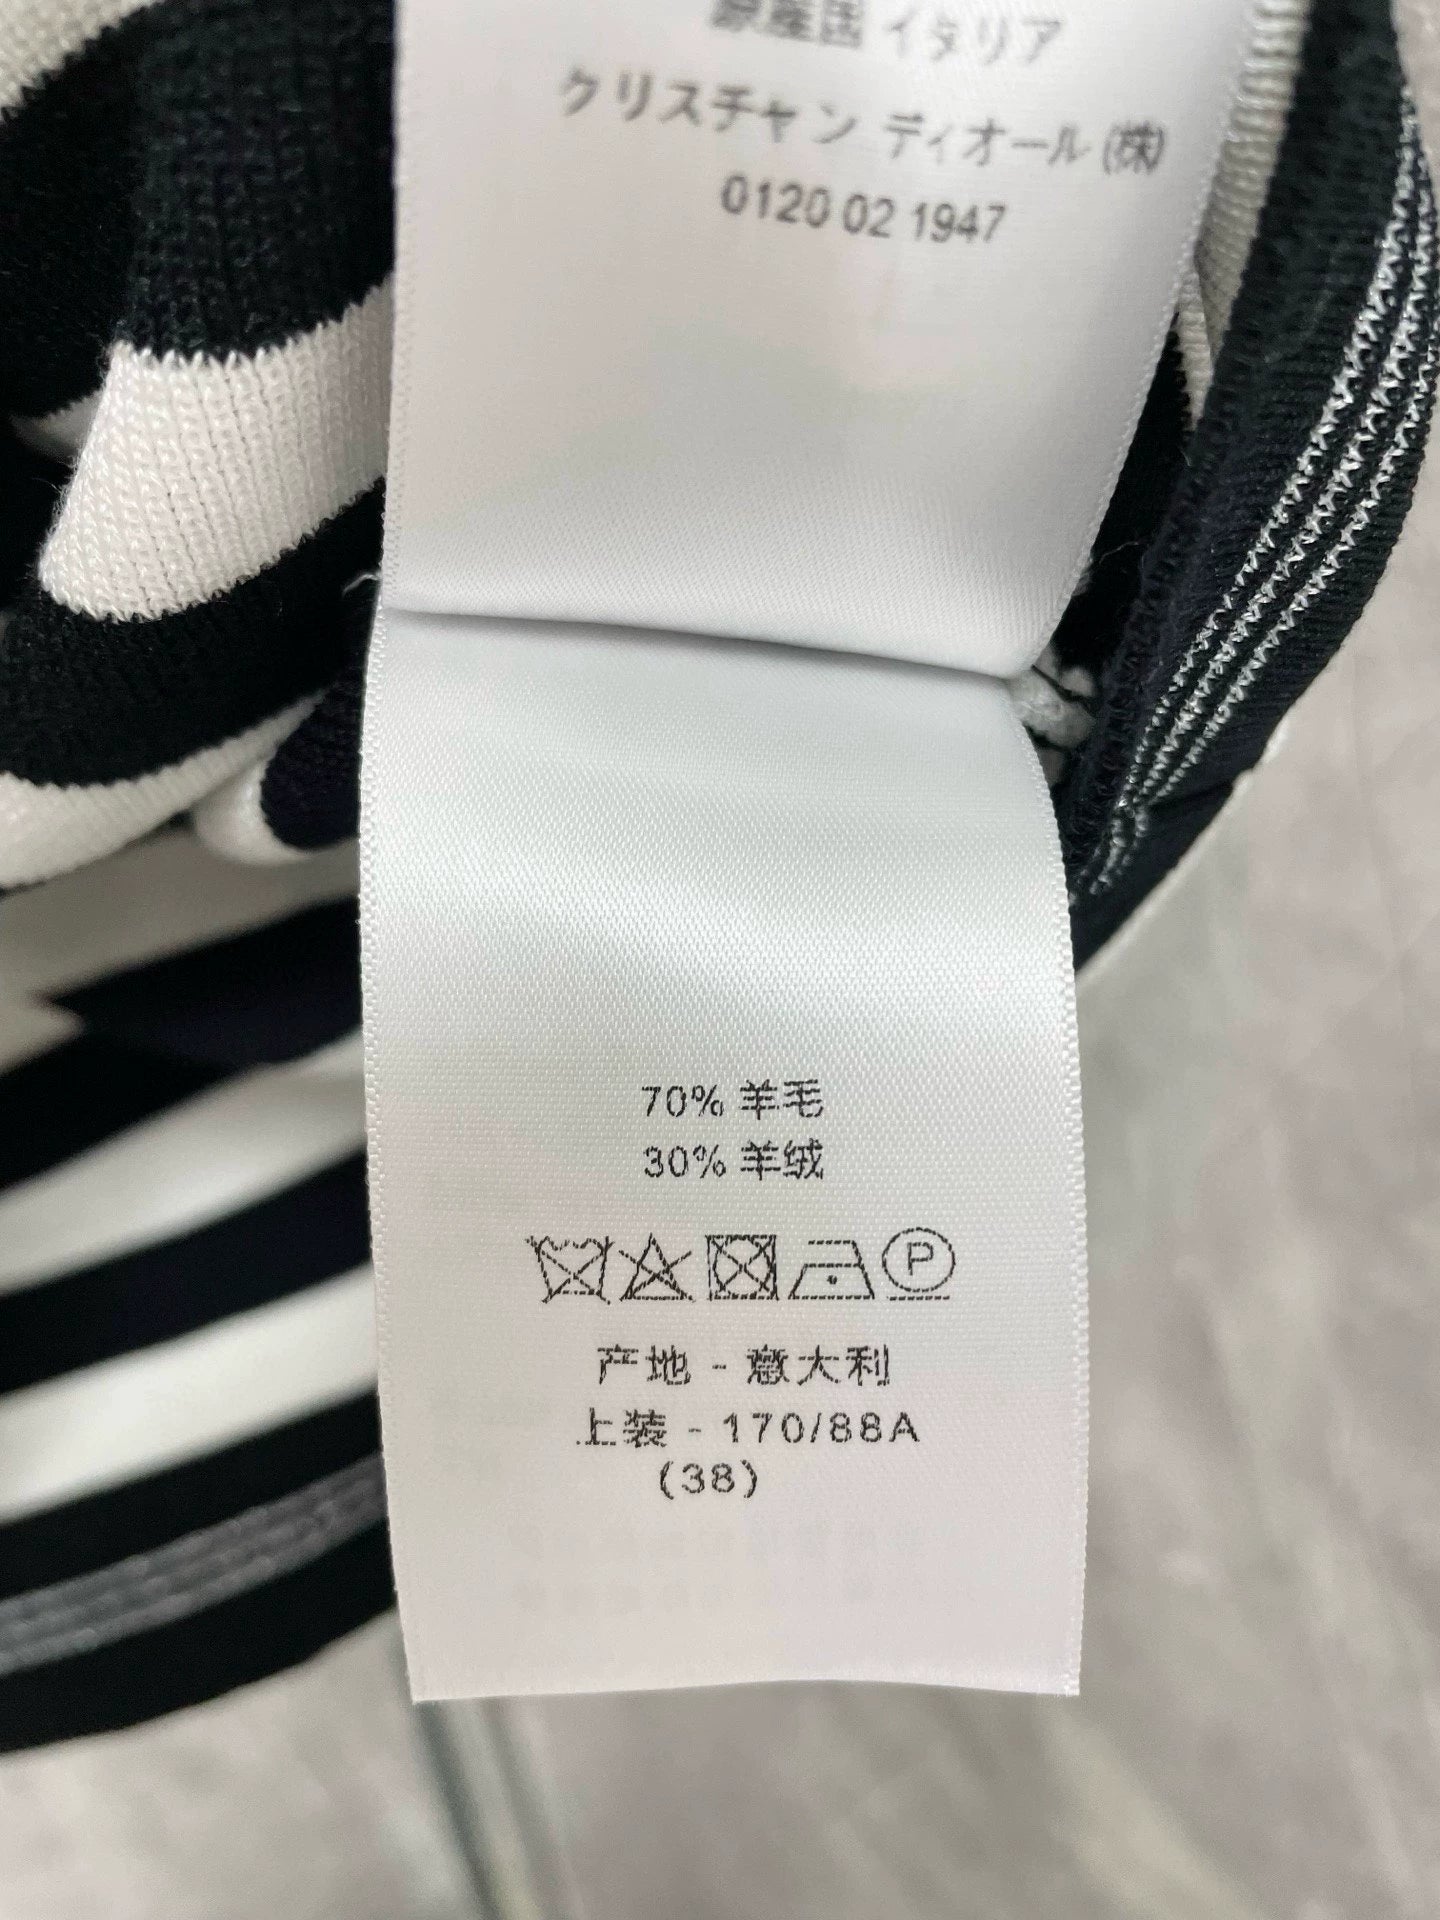 原産国 イタリア
クリスチャン ディオール (株)
0120 02 1947
70% 羊毛
30% 羊绒
P
产地 - 意大利
上装 - 170/88A
(38)